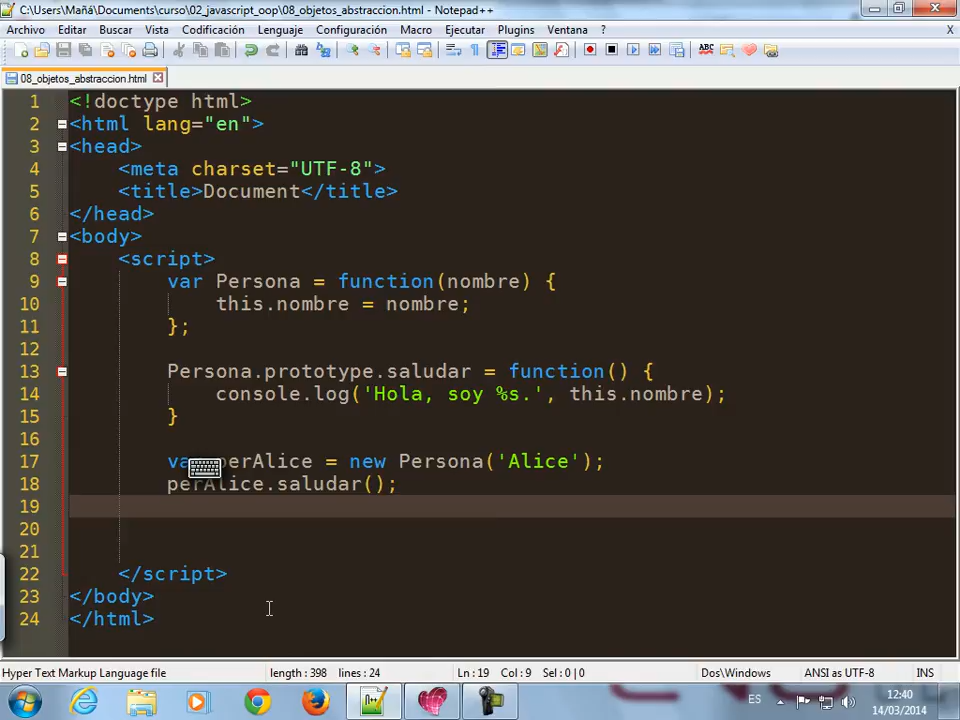 C:\Users\Mañá\Documents\curso\02_javascript_oop\08_objetos_abstraccion.html - Notepad++
Archivo Editar Buscar Vista Codificación Lenguaje Configuración Macro Ejecutar Plugins Ventana ? X
ABC
08_objetos_abstraccion.html
1 <!doctype html>
2 <html lang="en">
3 <head>
4 <meta charset="UTF-8">
5 <title>Document</title>
6 </head>
7 <body>
8 <script>
9 var Persona = function(nombre) {
10 this.nombre = nombre;
11 };
12
13 Persona.prototype.saludar = function() {
14 console.log('Hola, soy %s.', this.nombre);
15 }
16
17 perAlice = new Persona('Alice');
18 perAlice.saludar();
19
20
21
22 </script>
23 </body>
24 </html>
Hyper Text Markup Language file length : 398 lines : 24 Ln : 19 Col : 9 Sel : 0 | 0 Dos\Windows ANSI as UTF-8 INS
ES 12:40
14/03/2014